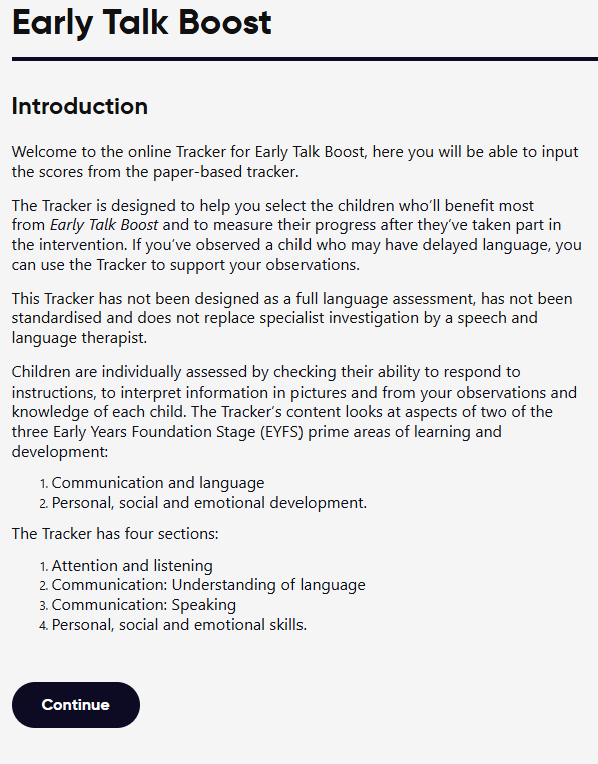 Early Talk Boost
Introduction
Welcome to the online Tracker for Early Talk Boost, here you will be able to input
the scores from the paper-based tracker.
The Tracker is designed to help you select the children who'll benefit most
from Early Talk Boost and to measure their progress after they've taken part in
the intervention. If you've observed a child who may have delayed language, you
can use the Tracker to support your observations.
This Tracker has not been designed as a full language assessment, has not been
standardised and does not replace specialist investigation by a speech and
language therapist.
Children are individually assessed by checking their ability to respond to
instructions, to interpret information in pictures and from your observations and
knowledge of each child. The Tracker's content looks at aspects of two of the
three Early Years Foundation Stage (EYFS) prime areas of learning and
development:
1. Communication and language
2. Personal, social and emotional development.
The Tracker has four sections:
1. Attention and listening
2. Communication: Understanding of language
3. Communication: Speaking
4. Personal, social and emotional skills.
Continue